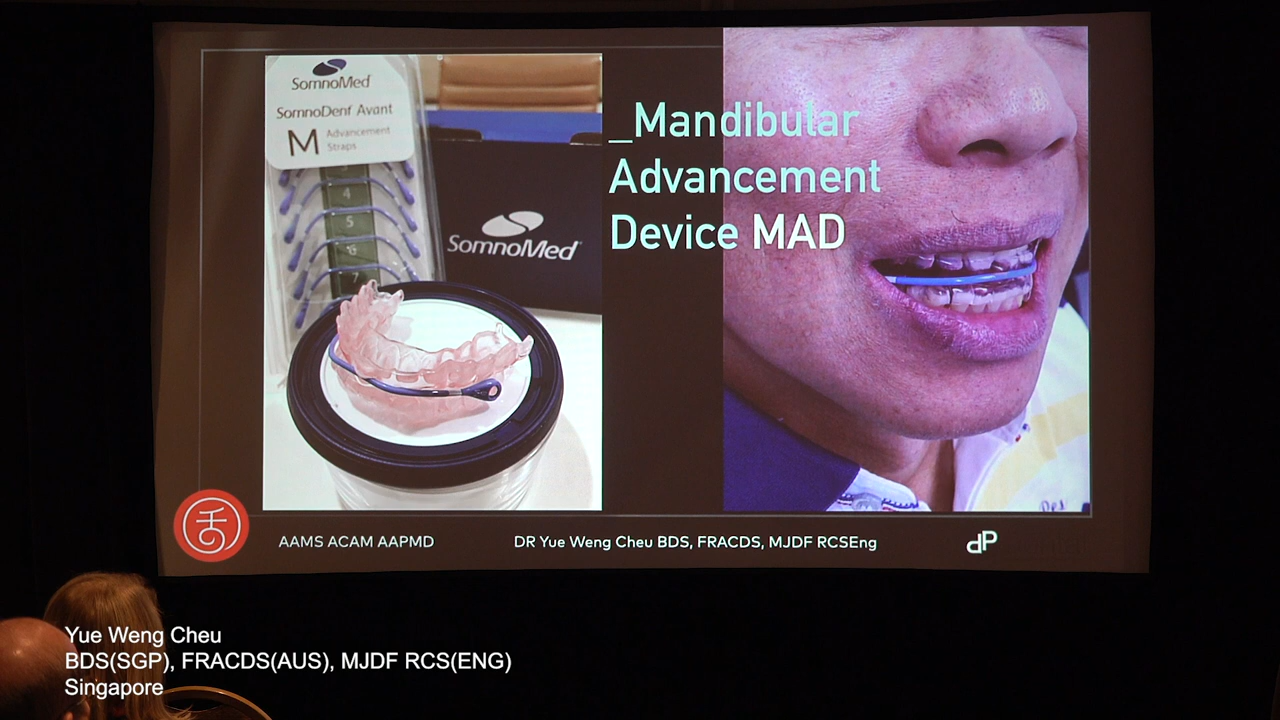 SomnoMed
SomnoDent Avant
M
Advancement
Straps
4
5
6
7
SomnoMed
_Mandibular
Advancement
Device MAD
舌
AAMS ACAM AAPMD
DR Yue Weng Cheu BDS, FRACDS, MJDF RCSEng
dP
Yue Weng Cheu
BDS(SGP), FRACDS(AUS), MJDF RCS(ENG)
Singapore